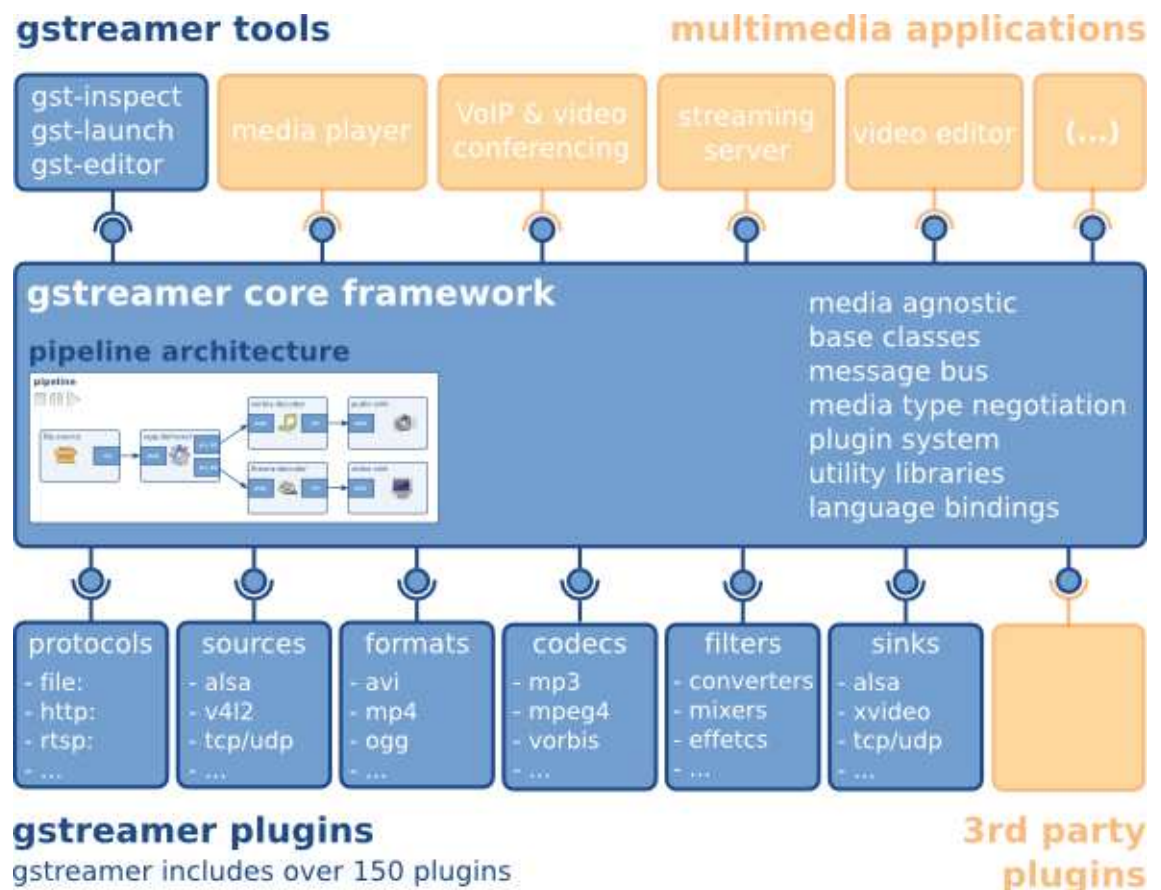 gstreamer tools
multimedia applications
gst-inspect
gst-launch
gst-editor
media player
VoIP & video
conferencing
streaming
server
video editor
(...)
gstreamer core framework
pipeline architecture
pipeline
media agnostic
base classes
message bus
media type negotiation
plugin system
utility libraries
language bindings
protocols
- file:
- http:
- rtsp:
- ...
sources
- alsa
- v4l2
- tcp/udp
- ...
formats
- avi
- mp4
- ogg
- ...
codecs
- mp3
- mpeg4
- vorbis
- ...
filters
- converters
- mixers
- effetcs
- ...
sinks
- alsa
- xvideo
- tcp/udp
- ...
gstreamer plugins
gstreamer includes over 150 plugins
3rd party
plugins